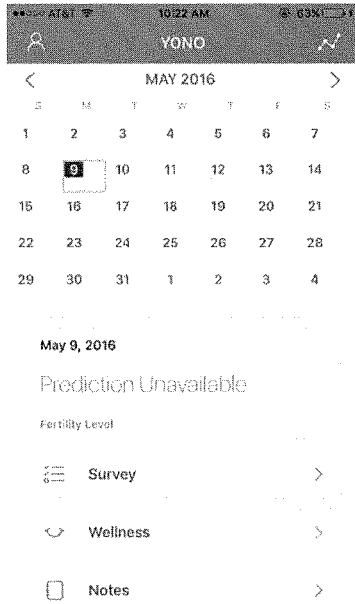 AT&T 10:22 AM 63%
YONO
MAY 2016
S M T W T F S
1 2 3 4 5 6 7
8 9 10 11 12 13 14
15 16 17 18 19 20 21
22 23 24 25 26 27 28
29 30 31 1 2 3 4
May 9, 2016
Prediction Unavailable
Fertility Level
Survey
Wellness
Notes